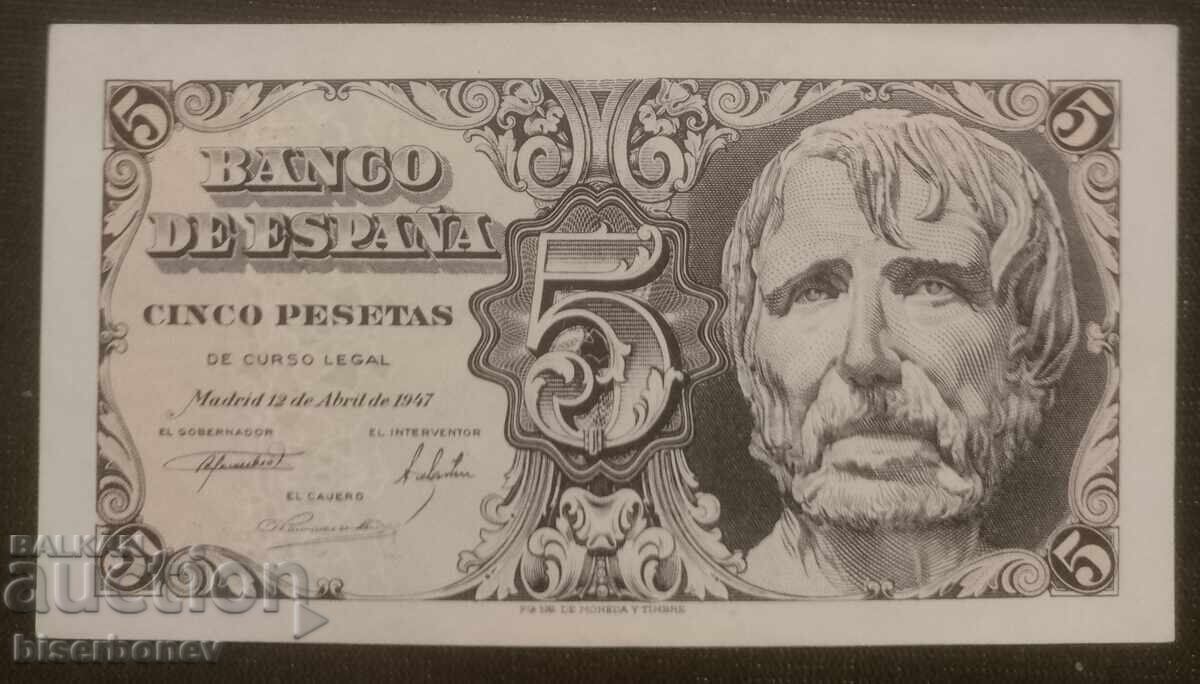 5
5
BANCO
DE ESPAÑA
5
CINCO PESETAS
DE CURSO LEGAL
Madrid 12 de Abril de 1947
EL GOBERNADOR EL INTERVENTOR
EL CAJERO
5
5
DE MONEDA Y TIMBRE
BALKAN
auction
biserbonev